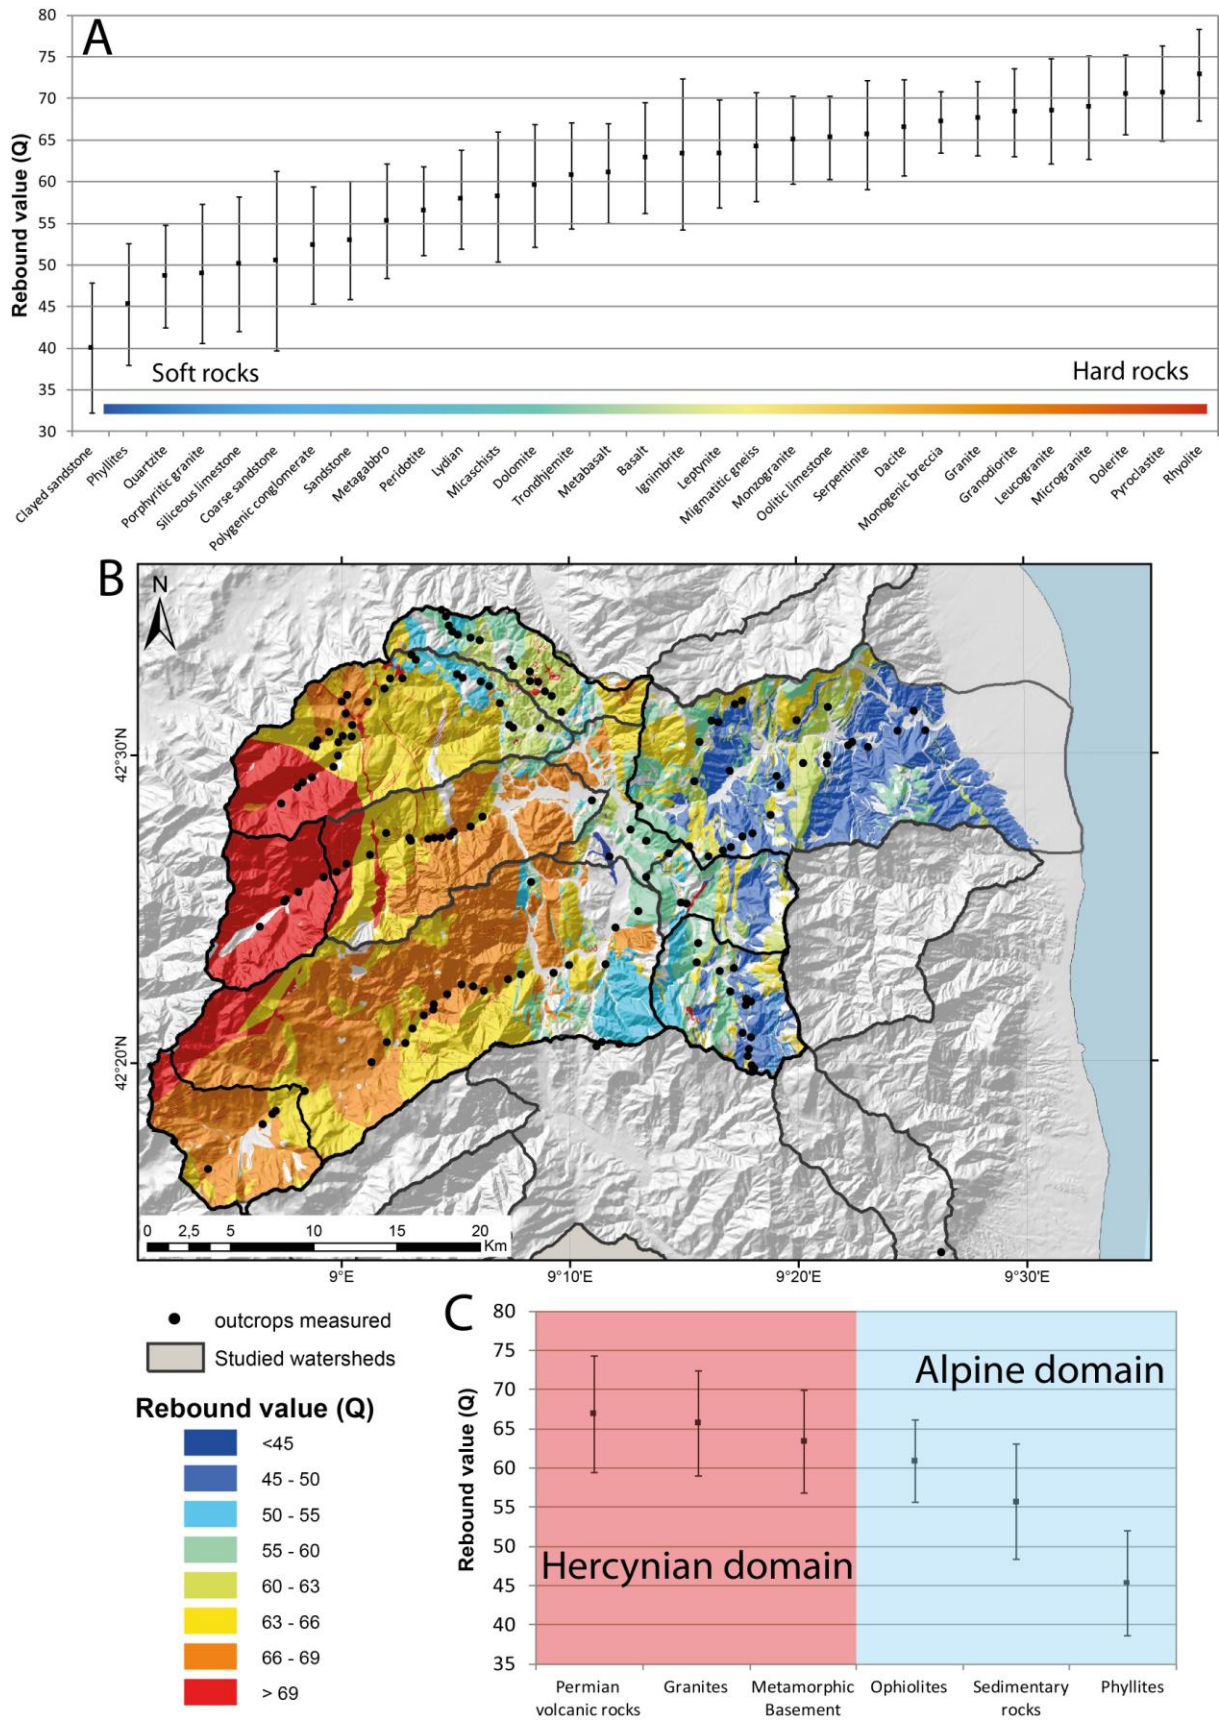 A
Rebound value (Q)
80
75
70
65
60
55
50
45
40
35
30
Soft rocks
Hard rocks
Clayed sandstone
Phyllites
Quartzite
Porphyritic granite
Siliceous limestone
Coarse sandstone
Polygenic conglomerate
Sandstone
Metagabbro
Peridotite
Lydian
Micaschists
Dolomite
Trondhjemite
Metabasalt
Basalt
Ignimbrite
Leptynite
Migmatitic gneiss
Monzogranite
Oolitic limestone
Serpentinite
Dacite
Monogenic breccia
Granite
Granodiorite
Leucogranite
Microgranite
Dolerite
Pyroclastite
Rhyolite
B
N
42°30'N
42°20'N
0 2,5 5 10 15 20
Km
9°E 9°10'E 9°20'E 9°30'E
outcrops measured
Studied watersheds
Rebound value (Q)
<45
45 - 50
50 - 55
55 - 60
60 - 63
63 - 66
66 - 69
> 69
C
Rebound value (Q)
80
75
70
65
60
55
50
45
40
35
Alpine domain
Hercynian domain
Permian
volcanic rocks
Granites
Metamorphic
Basement
Ophiolites
Sedimentary
rocks
Phyllites